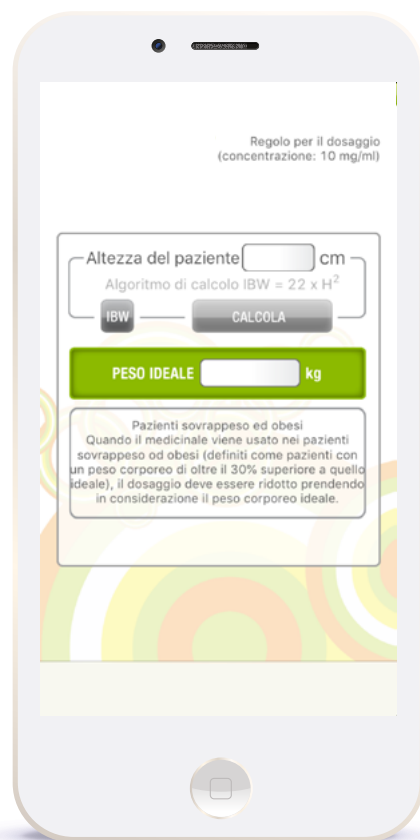 Regolo per il dosaggio
(concentrazione: 10 mg/ml)
Altezza del paziente cm
Algoritmo di calcolo IBW = 22 x H²
IBW CALCOLA
PESO IDEALE kg
Pazienti sovrappeso ed obesi
Quando il medicinale viene usato nei pazienti
sovrappeso od obesi (definiti come pazienti con
un peso corporeo di oltre il 30% superiore a quello
ideale), il dosaggio deve essere ridotto prendendo
in considerazione il peso corporeo ideale.